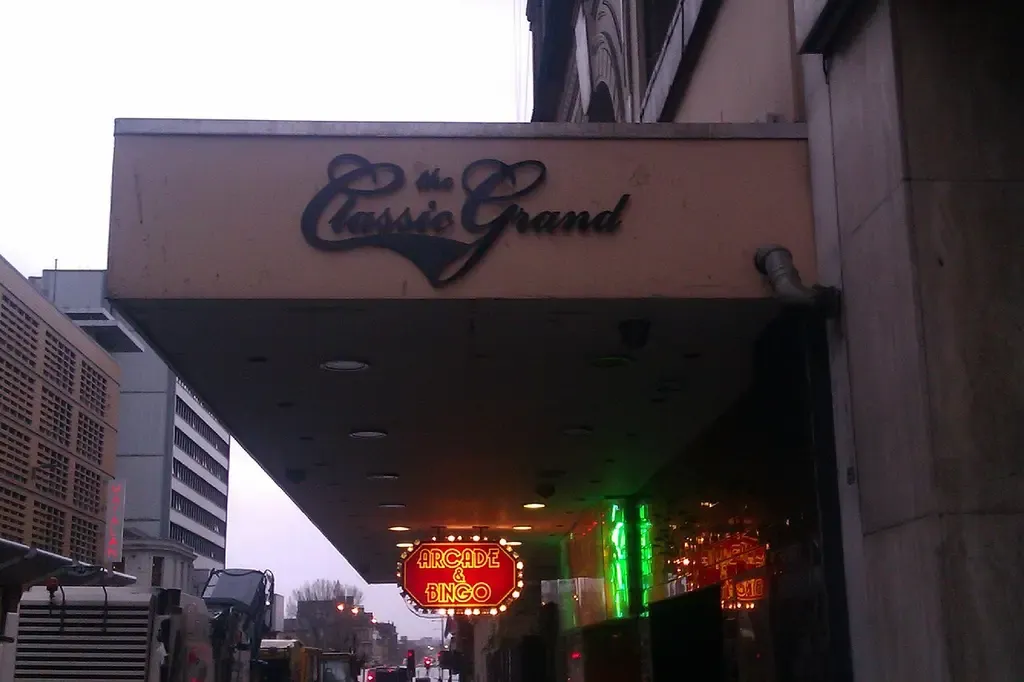 the
Classic Grand
ARCADE
&
BINGO